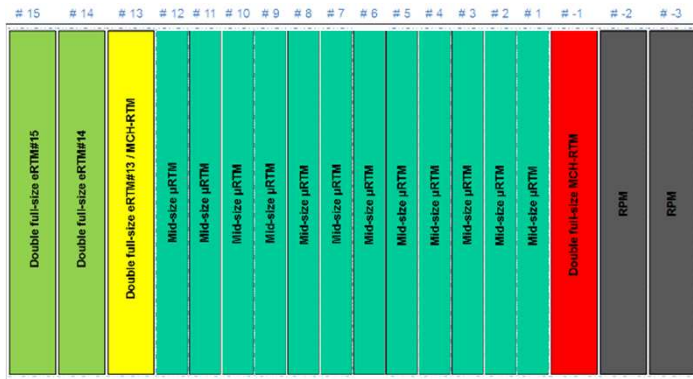 # 15 # 14 # 13 # 12 # 11 # 10 # 9 # 8 # 7 # 6 # 5 # 4 # 3 # 2 # 1 # -1 # -2 # -3
Double full-size eRTM#15
Double full-size eRTM#14
Double full-size eRTM#13 / MCH-RTM
Mid-size µRTM
Mid-size µRTM
Mid-size µRTM
Mid-size µRTM
Mid-size µRTM
Mid-size µRTM
Mid-size µRTM
Mid-size µRTM
Mid-size µRTM
Mid-size µRTM
Mid-size µRTM
Mid-size µRTM
Double full-size MCH-RTM
RPM
RPM